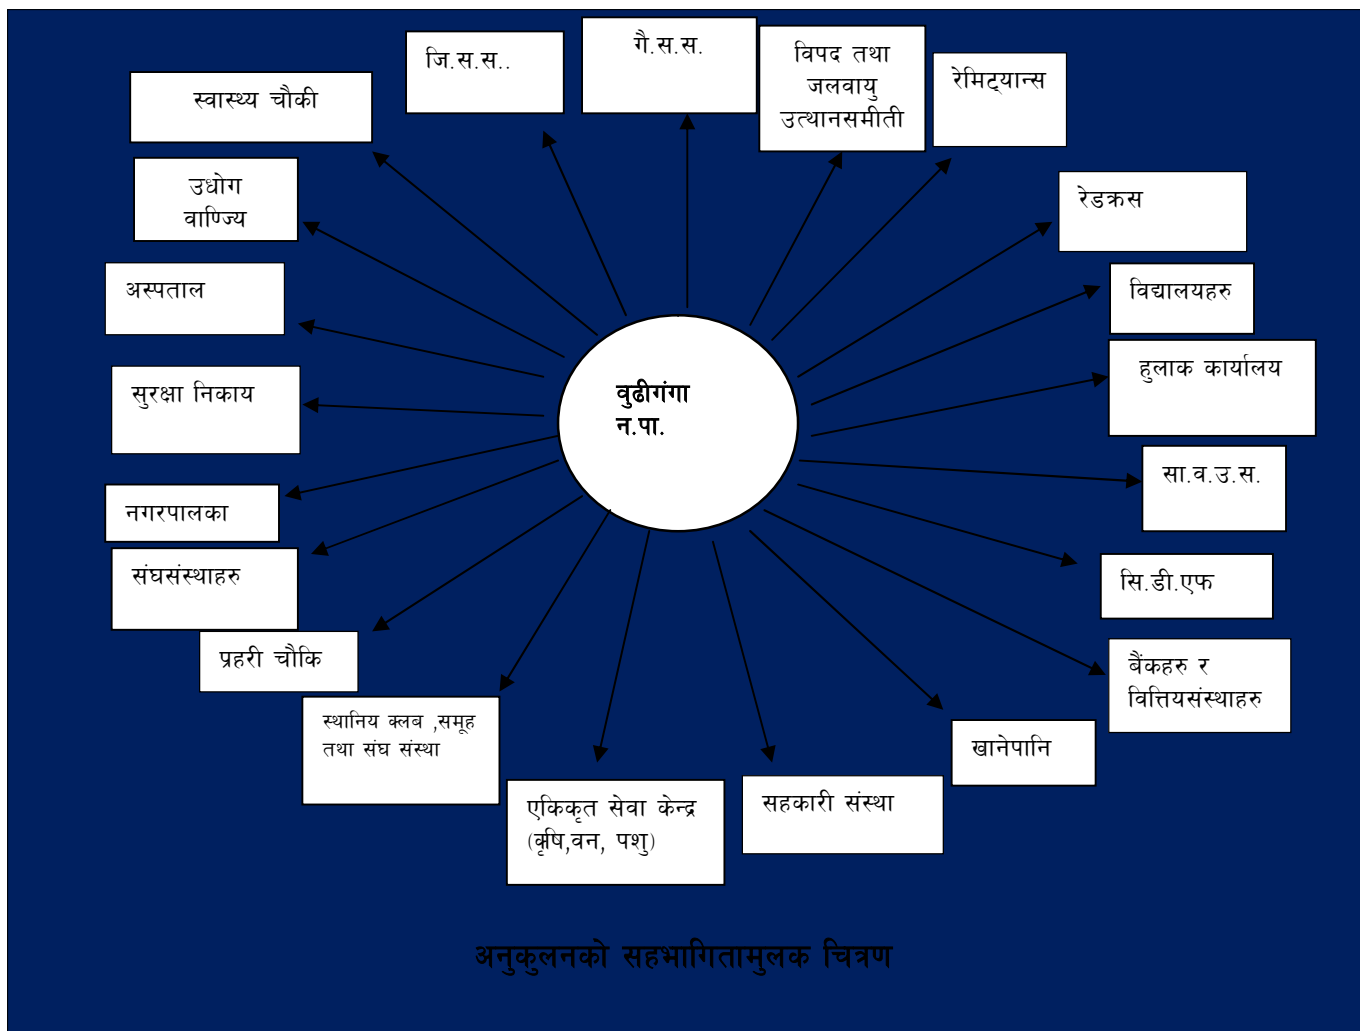 गै.स.स.
जि.स.स..
विपद तथा
जलवायु
उत्थानसमीती
रेमिट्यान्स
स्वास्थ्य चौकी
उधोग
वाण्ज्यि
रेडक्रस
अस्पताल
विद्यालयहरु
सुरक्षा निकाय
वुढीगंगा
न.पा.
हुलाक कार्यालय
सा.व.उ.स.
नगरपालका
संघसंस्थाहरु
सि.डी.एफ
प्रहरी चौकि
बैंकहरु र
वित्तियसंस्थाहरु
स्थानिय क्लब ,समूह
तथा संघ संस्था
खानेपानि
एकिकृत सेवा केन्द्र
(कृषि,वन, पशु)
सहकारी संस्था
अनुकुलनको सहभागितामुलक चित्रण